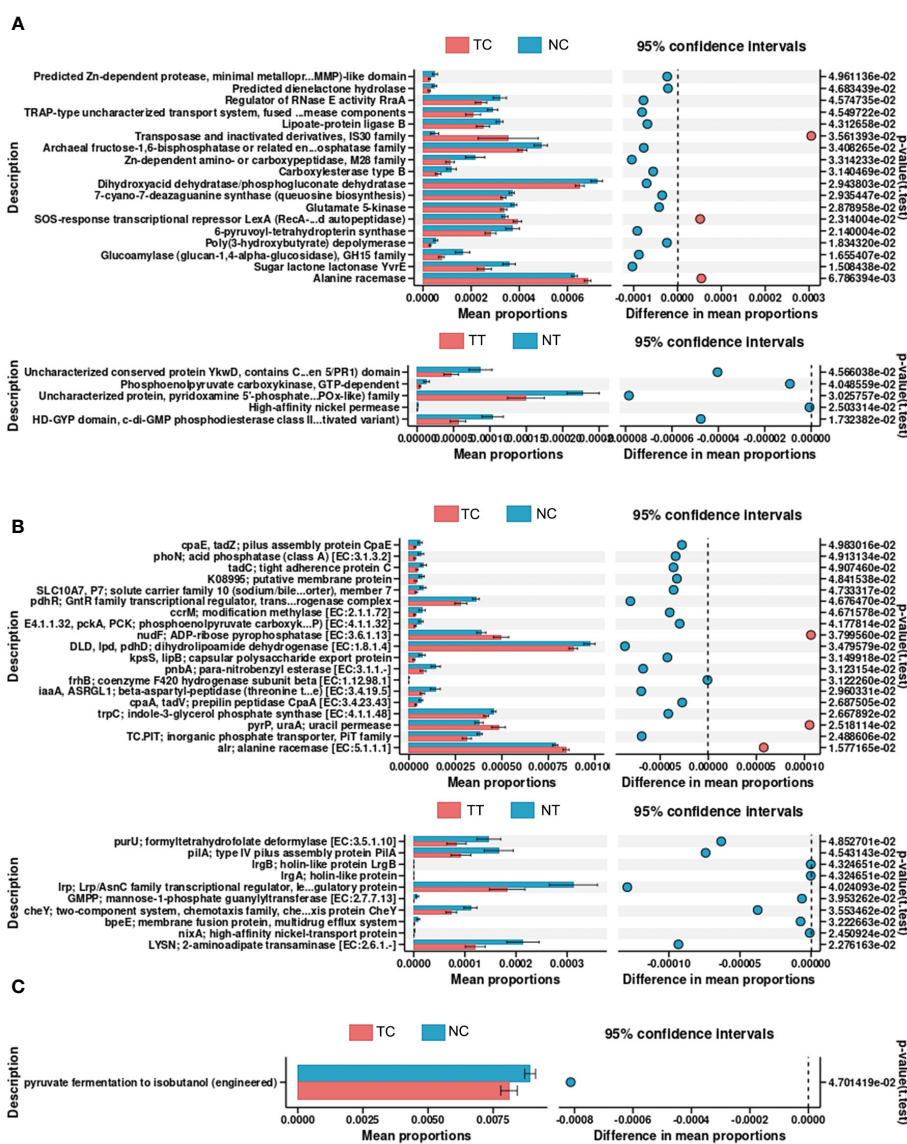 A
TC NC 95% confidence intervals
Description
Predicted Zn-dependent protease, minimal metallopr...MMP)-like domain 4.961136e-02
Predicted dienelactone hydrolase 4.683439e-02
Regulator of RNase E activity RraA 4.574735e-02
TRAP-type uncharacterized transport system, fused ...mease components 4.549722e-02
Lipoate-protein ligase B 4.312658e-02
Transposase and inactivated derivatives, IS30 family 3.561393e-02
Archaeal fructose-1,6-bisphosphatase or related en...osphatase family 3.408265e-02
Zn-dependent amino- or carboxypeptidase, M28 family 3.314233e-02
Carboxylesterase type B 3.140469e-02
Dihydroxyacid dehydratase/phosphogluconate dehydratase 2.943803e-02
7-cyano-7-deazaguanine synthase (queuosine biosynthesis) 2.935447e-02
Glutamate 5-kinase 2.878958e-02
SOS-response transcriptional repressor LexA (RecA-...d autopeptidase) 2.314004e-02
6-pyruvoyl-tetrahydropterin synthase 2.140004e-02
Poly(3-hydroxybutyrate) depolymerase 1.834320e-02
Glucoamylase (glucan-1,4-alpha-glucosidase), GH15 family 1.655407e-02
Sugar lactone lactonase YvrE 1.508438e-02
Alanine racemase 6.786394e-03
p-value(t.test)
0.0000 0.0002 0.0004 0.0006 -0.0001 0.0000 0.0001 0.0002 0.0003
Mean proportions Difference in mean proportions
TT NT 95% confidence intervals
Description
Uncharacterized conserved protein YkwD, contains C...en 5/PR1) domain 4.566038e-02
Phosphoenolpyruvate carboxykinase, GTP-dependent 4.048559e-02
Uncharacterized protein, pyridoxamine 5'-phosphate...POx-like) family 3.025757e-02
High-affinity nickel permease 2.503314e-02
HD-GYP domain, c-di-GMP phosphodiesterase class II...tivated variant) 1.732382e-02
p-value(t.test)
-0.00006 -0.00004 -0.00002 0.00000
Mean proportions Difference in mean proportions
B
TC NC 95% confidence intervals
Description
cpaE, tadZ; pilus assembly protein CpaE 4.983016e-02
phoN; acid phosphatase (class A) [EC:3.1.3.2] 4.913134e-02
tadC; tight adherence protein C 4.907460e-02
K08995; putative membrane protein 4.841538e-02
SLC10A7, P7; solute carrier family 10 (sodium/bile...orter), member 7 4.733317e-02
pdhR; GntR family transcriptional regulator, trans...rogenase complex 4.676470e-02
ccrM; modification methylase [EC:2.1.1.72] 4.671578e-02
E4.1.1.32, pckA, PCK; phosphoenolpyruvate carboxyk...P) [EC:4.1.1.32] 4.177814e-02
nudF; ADP-ribose pyrophosphatase [EC:3.6.1.13] 3.799560e-02
DLD, lpd, pdhD; dihydrolipoamide dehydrogenase [EC:1.8.1.4] 3.479579e-02
kpsS, lipB; capsular polysaccharide export protein 3.149918e-02
pnbA; para-nitrobenzyl esterase [EC:3.1.1.-] 3.123154e-02
frhB; coenzyme F420 hydrogenase subunit beta [EC:1.12.98.1] 3.122260e-02
iaaA, ASRGL1; beta-aspartyl-peptidase (threonine t...e) [EC:3.4.19.5] 2.960331e-02
cpaA, tadV; prepilin peptidase CpaA [EC:3.4.23.43] 2.687505e-02
trpC; indole-3-glycerol phosphate synthase [EC:4.1.1.48] 2.667892e-02
pyrP, uraA; uracil permease 2.518114e-02
TC.PIT; inorganic phosphate transporter, PiT family 2.488606e-02
alr; alanine racemase [EC:5.1.1.1] 1.577165e-02
p-value(t.test)
0.00000 0.00025 0.00050 0.00075 0.0010 -0.00005 0.00000 0.00005 0.00010
Mean proportions Difference in mean proportions
TT NT 95% confidence intervals
Description
purU; formyltetrahydrofolate deformylase [EC:3.5.1.10] 4.852701e-02
pilA; type IV pilus assembly protein PilA 4.543143e-02
lrgB; holin-like protein LrgB 4.324651e-02
lrgA; holin-like protein 4.324651e-02
lrp; Lrp/AsnC family transcriptional regulator, le...gulatory protein 4.024093e-02
GMPP; mannose-1-phosphate guanylyltransferase [EC:2.7.7.13] 3.953262e-02
cheY; two-component system, chemotaxis family, che...xis protein CheY 3.553462e-02
bpeE; membrane fusion protein, multidrug efflux system 3.222663e-02
nixA; high-affinity nickel-transport protein 2.450924e-02
LYSN; 2-aminoadipate transaminase [EC:2.6.1.-] 2.276163e-02
p-value(t.test)
0.0000 0.0001 0.0002 0.0003 -0.00010 -0.00005 0.00000
Mean proportions Difference in mean proportions
C
TC NC 95% confidence intervals
Description
pyruvate fermentation to isobutanol (engineered) 4.701419e-02
p-value(t.test)
0.0000 0.0025 0.0050 0.0075 -0.0008 -0.0006 -0.0004 -0.0002 0.0000
Mean proportions Difference in mean proportions